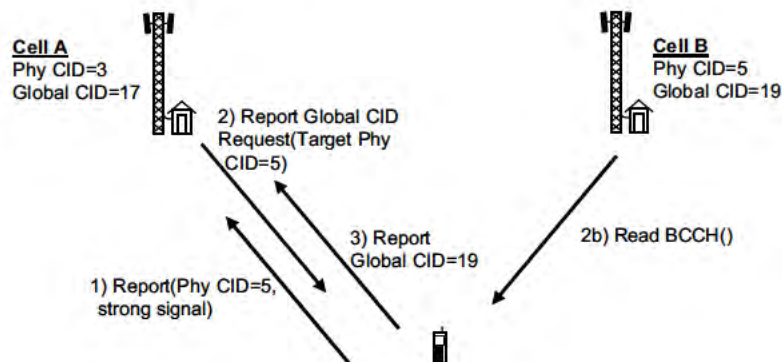 Cell A
Phy CID=3
Global CID=17
Cell B
Phy CID=5
Global CID=19
2) Report Global CID
Request(Target Phy
CID=5)
3) Report
Global CID=19
2b) Read BCCH()
1) Report(Phy CID=5,
strong signal)